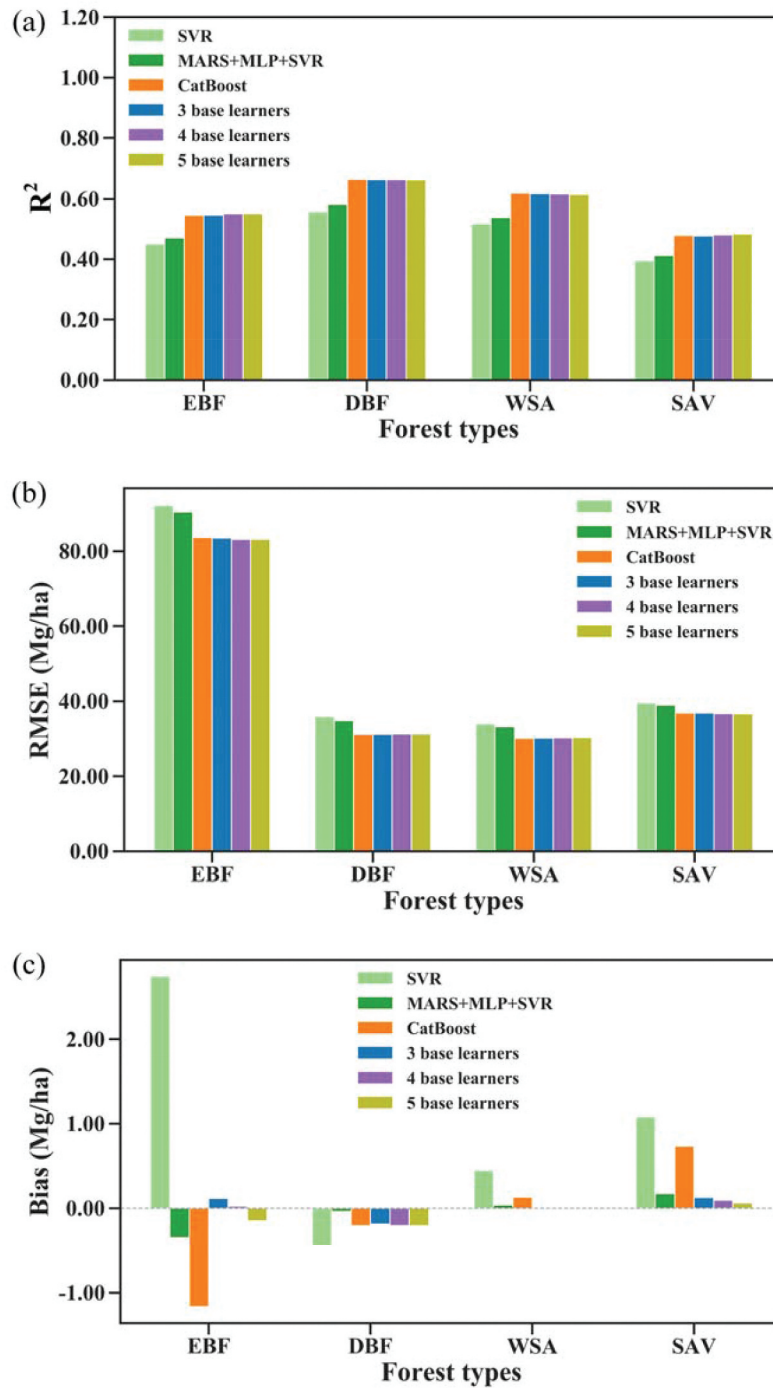 (a)
1.20
1.00
0.80
0.60
0.40
0.20
0.00
R²
SVR
MARS+MLP+SVR
CatBoost
3 base learners
4 base learners
5 base learners
EBF DBF WSA SAV
Forest types
(b)
80.00
60.00
40.00
20.00
0.00
RMSE (Mg/ha)
SVR
MARS+MLP+SVR
CatBoost
3 base learners
4 base learners
5 base learners
EBF DBF WSA SAV
Forest types
(c)
2.00
1.00
0.00
-1.00
Bias (Mg/ha)
SVR
MARS+MLP+SVR
CatBoost
3 base learners
4 base learners
5 base learners
EBF DBF WSA SAV
Forest types